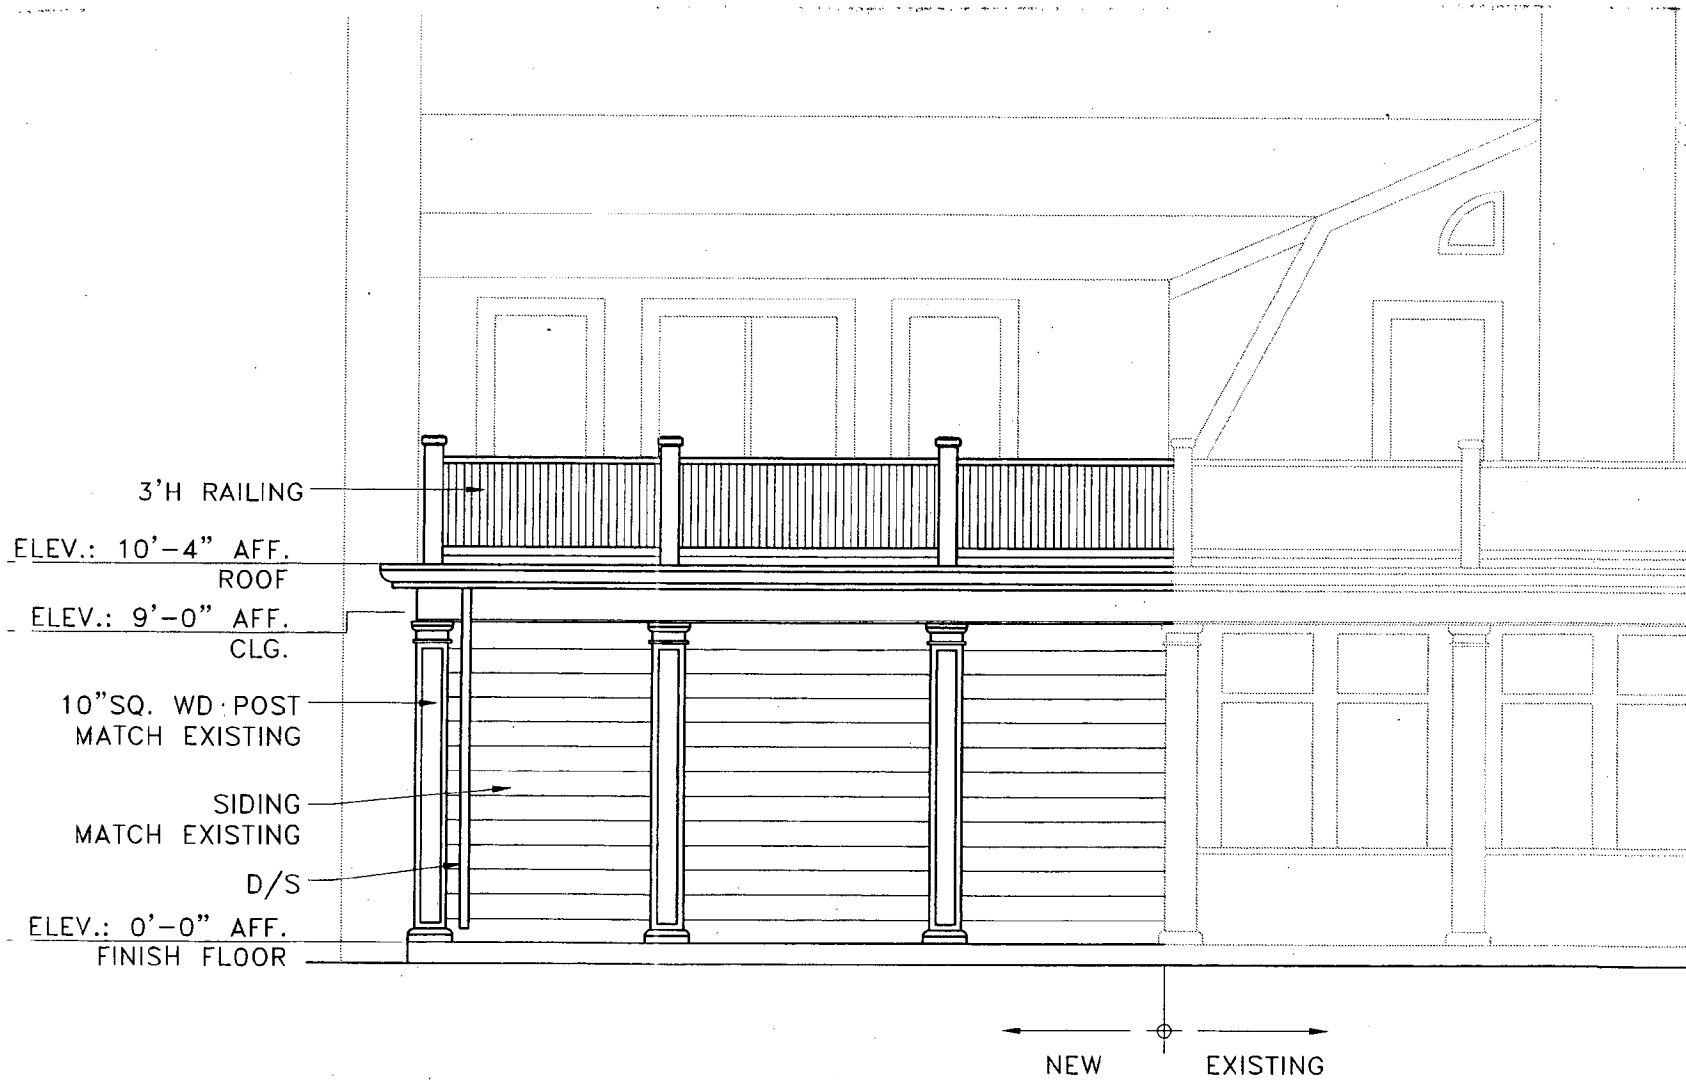 3'H RAILING
ELEV.: 10'-4" AFF.
ROOF
ELEV.: 9'-0" AFF.
CLG.
10"SQ. WD POST
MATCH EXISTING
SIDING
MATCH EXISTING
D/S
ELEV.: 0'-0" AFF.
FINISH FLOOR
NEW
EXISTING